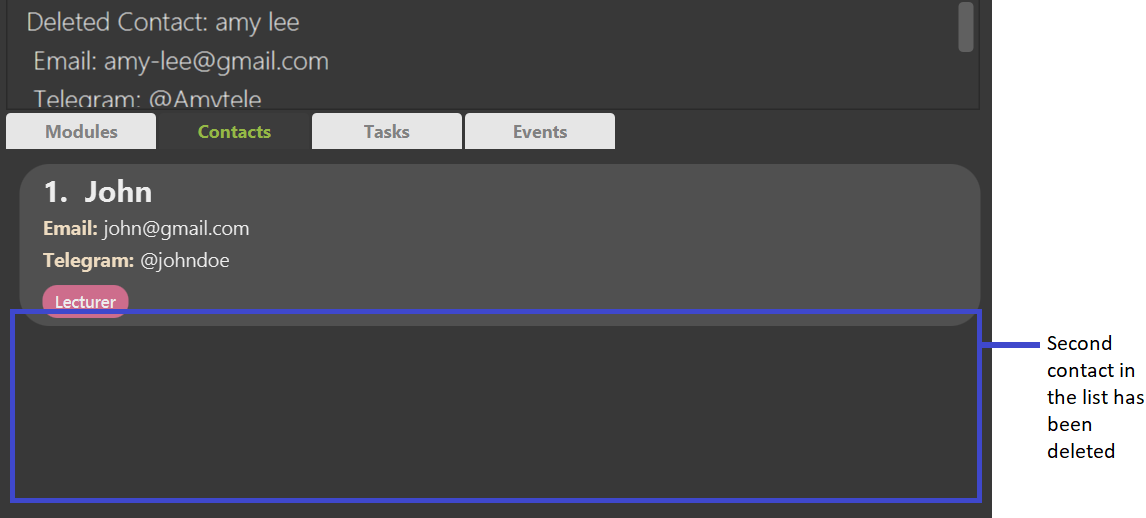 Deleted Contact: amy lee
Email: amy-lee@gmail.com
Telegram: @Amytele
Modules
Contacts
Tasks
Events
1. John
Email: john@gmail.com
Telegram: @johndoe
Lecturer
Second
contact in
the list has
been
deleted